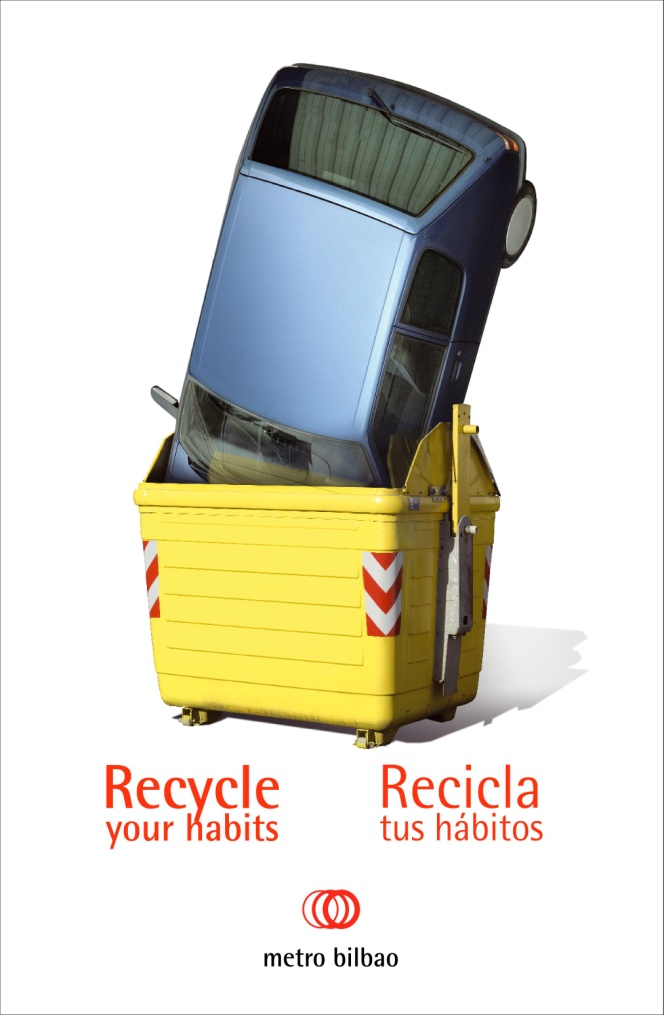 Recycle
your habits
Recicla
tus hábitos
metro bilbao